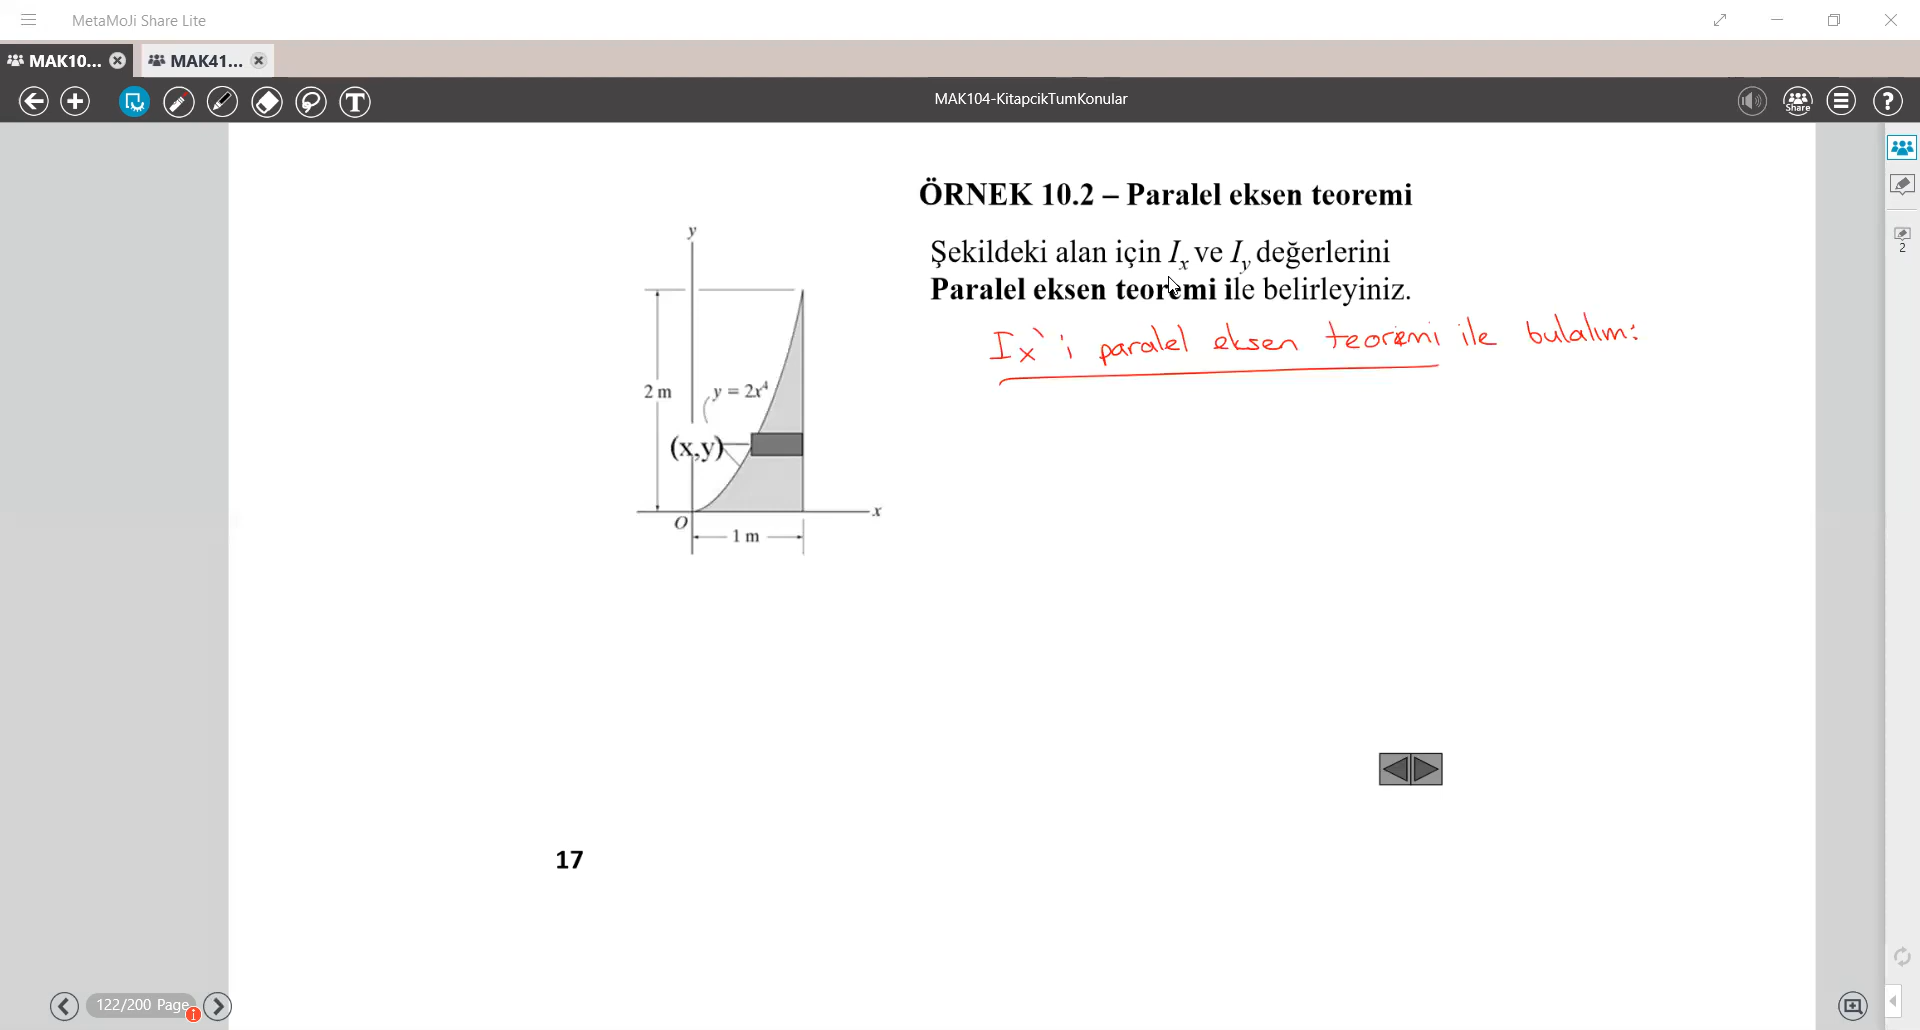 MetaMoJi Share Lite
MAK10...
MAK41...
MAK104-KitapcikTumKonular
Share
?
T
ÖRNEK 10.2 – Paralel eksen teoremi
Şekildeki alan için Ix ve Iy değerlerini
Paralel eksen teoremi ile belirleyiniz.
Ix'i paralel eksen teoremi ile bulalım:
y
2 m
y = 2x⁴
(x,y)
O
x
1 m
17
122/200 Page
2